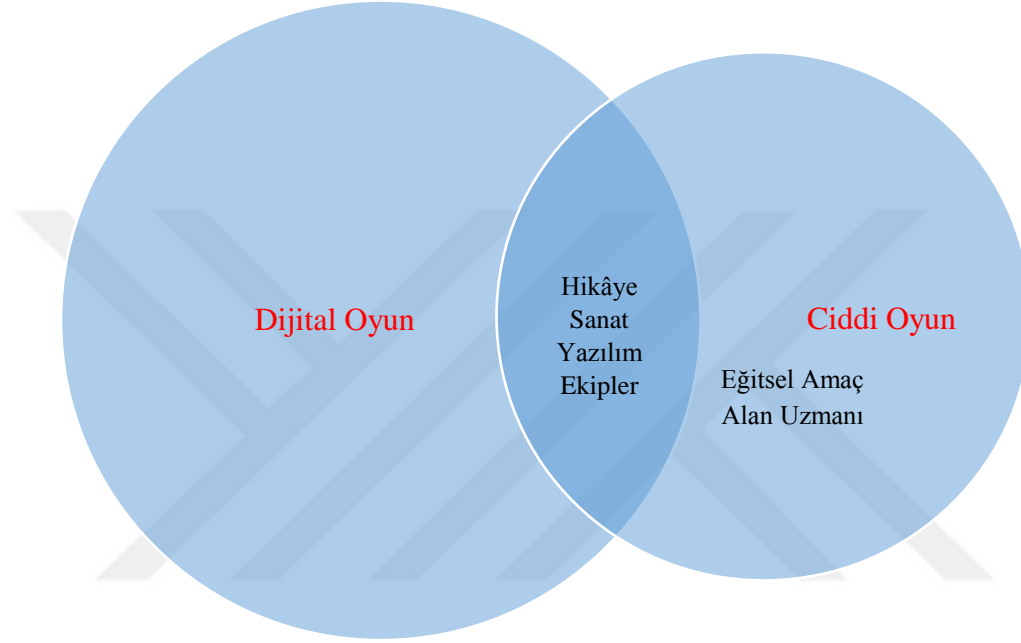 Dijital Oyun
Hikâye
Sanat
Yazılım
Ekipler
Ciddi Oyun
Eğitsel Amaç
Alan Uzmanı